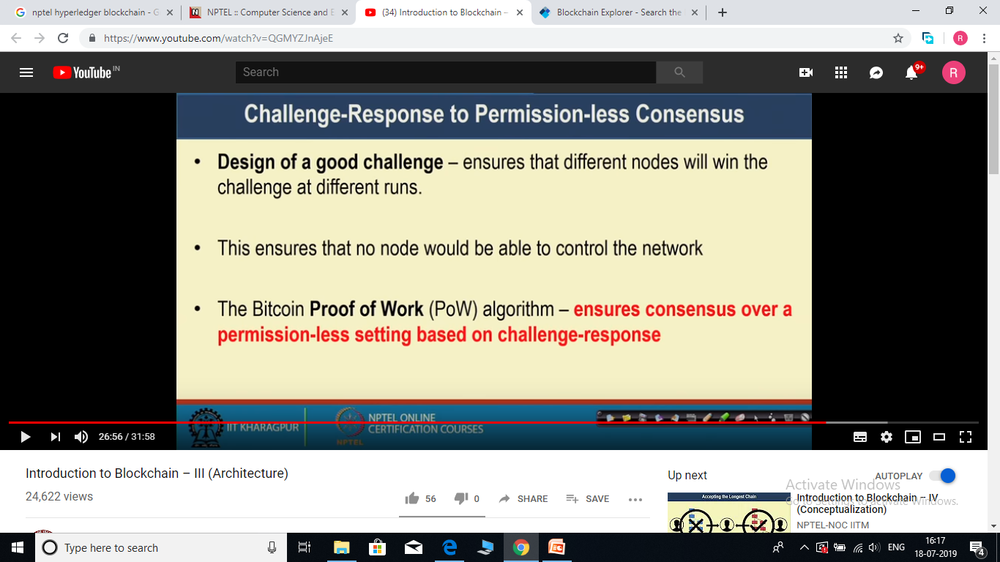 nptel hyperledger blockchain - G
NPTEL :: Computer Science and E
(34) Introduction to Blockchain –
Blockchain Explorer - Search the
https://www.youtube.com/watch?v=QGMYZJnAjeE
R
YouTube IN
Search
9+
R
Challenge-Response to Permission-less Consensus
• Design of a good challenge – ensures that different nodes will win the
challenge at different runs.
• This ensures that no node would be able to control the network
• The Bitcoin Proof of Work (PoW) algorithm – ensures consensus over a
permission-less setting based on challenge-response
IIT KHARAGPUR
NPTEL
NPTEL ONLINE
CERTIFICATION COURSES
26:56 / 31:58
Introduction to Blockchain – III (Architecture)
24,622 views
56
0
SHARE
SAVE
Up next
AUTOPLAY
Accepting the Longest Chain
Introduction to Blockchain – IV
(Conceptualization)
NPTEL-NOC IITM
Activate Windows
Go to Settings to activate Windows.
Type here to search
ENG
16:17
18-07-2019
4